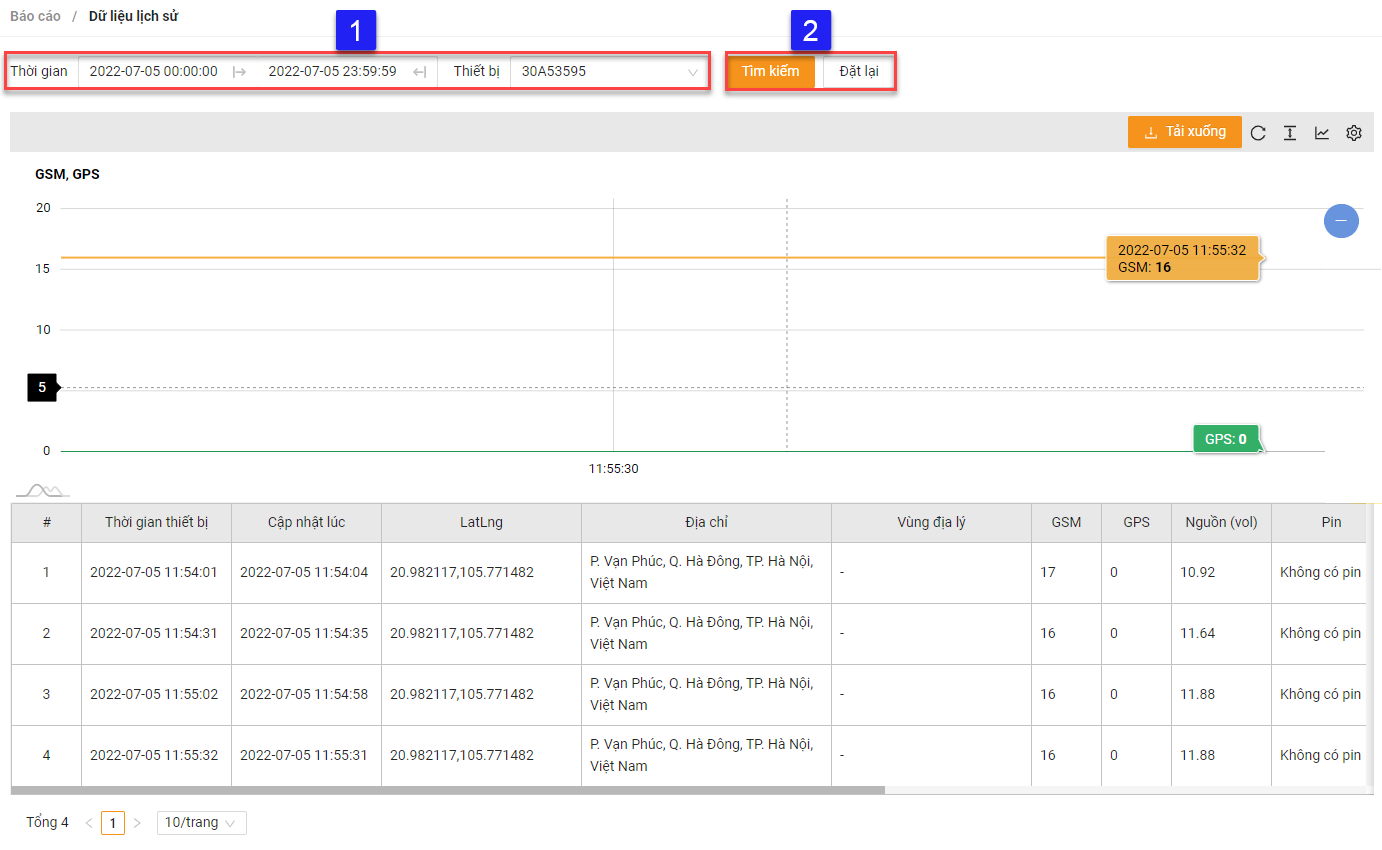 Báo cáo / Dữ liệu lịch sử
1
2
Thời gian 2022-07-05 00:00:00 2022-07-05 23:59:59 Thiết bị 30A53595 Tìm kiếm Đặt lại
Tải xuống
GSM, GPS
20
2022-07-05 11:55:32
GSM: 16
15
10
5
GPS: 0
0
11:55:30
# Thời gian thiết bị Cập nhật lúc LatLng Địa chỉ Vùng địa lý GSM GPS Nguồn (vol) Pin
1 2022-07-05 11:54:01 2022-07-05 11:54:04 20.982117,105.771482 P. Vạn Phúc, Q. Hà Đông, TP. Hà Nội, - 17 0 10.92 Không có pin
Việt Nam
2 2022-07-05 11:54:31 2022-07-05 11:54:35 20.982117,105.771482 P. Vạn Phúc, Q. Hà Đông, TP. Hà Nội, - 16 0 11.64 Không có pin
Việt Nam
3 2022-07-05 11:55:02 2022-07-05 11:54:58 20.982117,105.771482 P. Vạn Phúc, Q. Hà Đông, TP. Hà Nội, - 16 0 11.88 Không có pin
Việt Nam
4 2022-07-05 11:55:32 2022-07-05 11:55:31 20.982117,105.771482 P. Vạn Phúc, Q. Hà Đông, TP. Hà Nội, - 16 0 11.88 Không có pin
Việt Nam
Tổng 4 < 1 > 10/trang